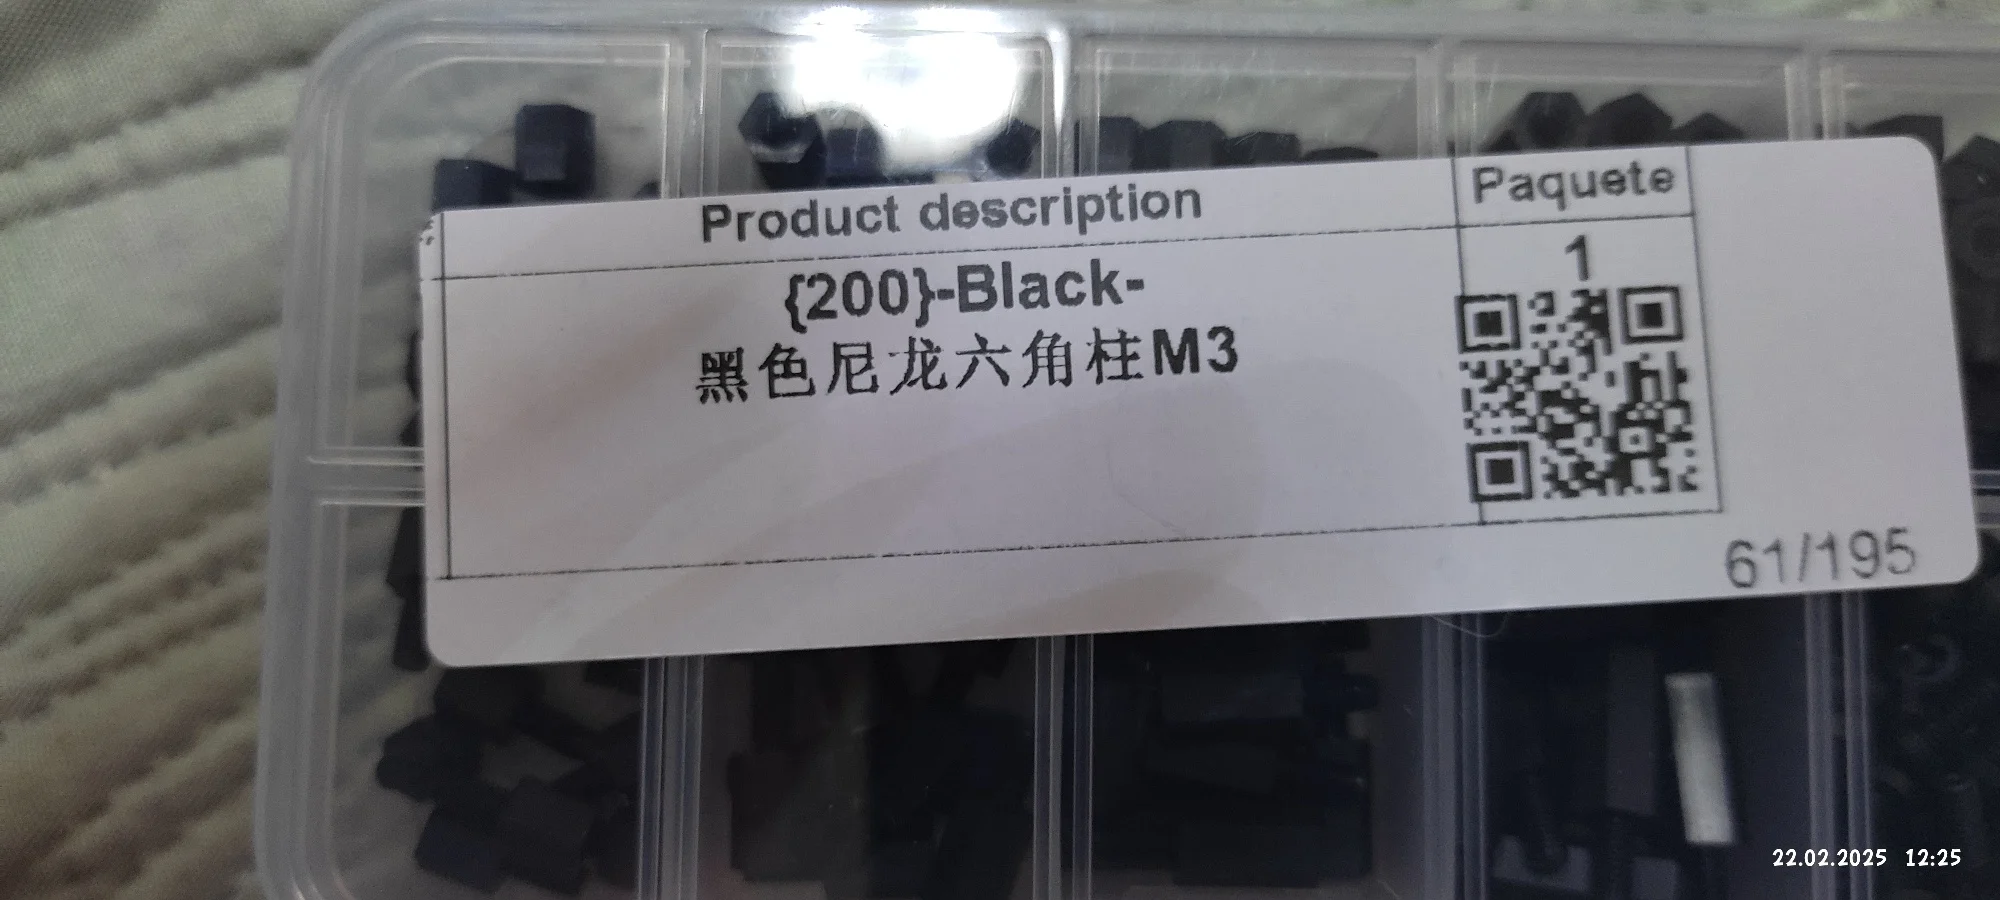 Product description
Paquete
{200}-Black-
黑色尼龙六角柱M3
1
61/195
22.02.2025 12:25